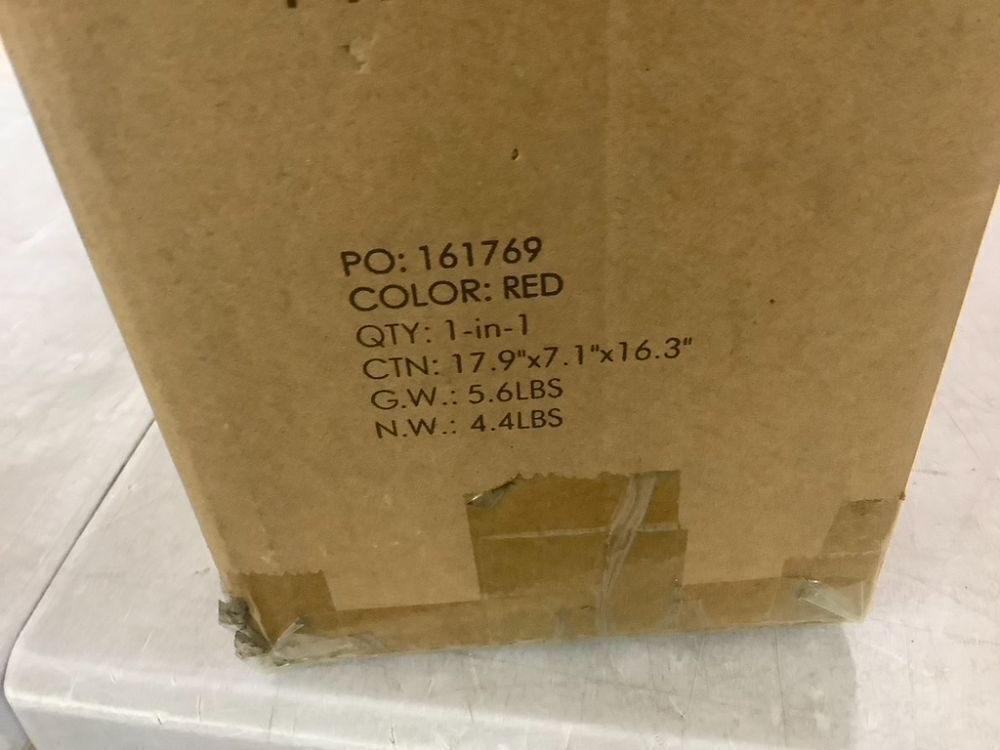 PO: 161769
COLOR: RED
QTY: 1-in-1
CTN: 17.9"x7.1"x16.3"
G.W.: 5.6LBS
N.W.: 4.4LBS